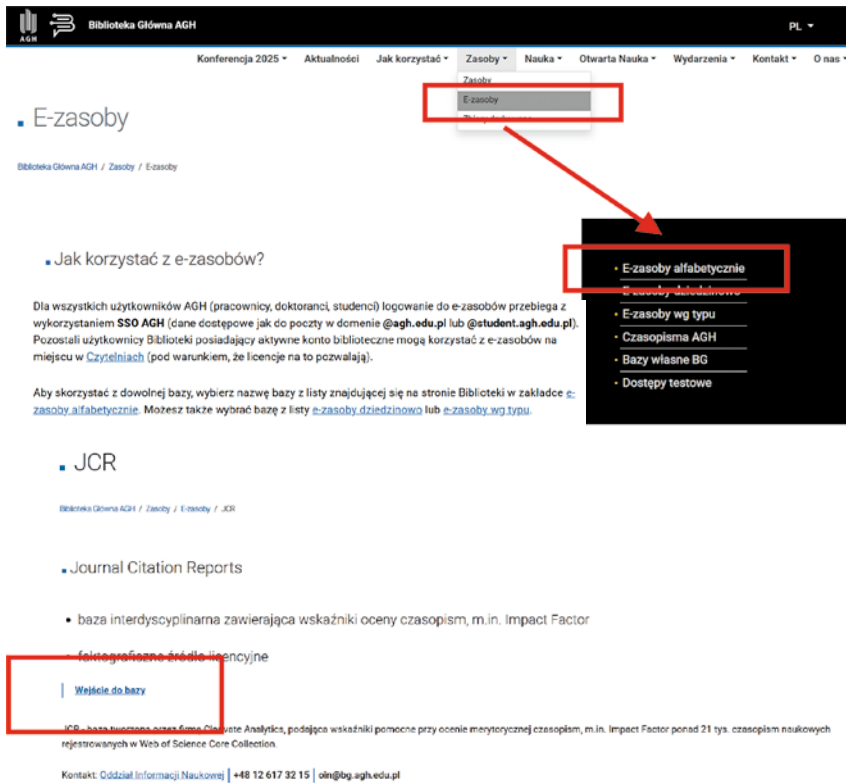 AGH
Biblioteka Główna AGH
PL
Konferencja 2025 Aktualności Jak korzystać Zasoby Nauka Otwarta Nauka Wydarzenia Kontakt O nas
Zasoby
E-zasoby
E-zasoby
Biblioteka Główna AGH / Zasoby / E-zasoby
Jak korzystać z e-zasobów?
Dla wszystkich użytkowników AGH (pracownicy, doktoranci, studenci) logowanie do e-zasobów przebiega z
wykorzystaniem SSO AGH (dane dostępowe jak do poczty w domenie @agh.edu.pl lub @student.agh.edu.pl).
Pozostali użytkownicy Biblioteki posiadający aktywne konto biblioteczne mogą korzystać z e-zasobów na
miejscu w Czytelniach (pod warunkiem, że licencje na to pozwalają).
Aby skorzystać z dowolnej bazy, wybierz nazwę bazy z listy znajdującej się na stronie Biblioteki w zakładce e-
zasoby alfabetycznie. Możesz także wybrać bazę z listy e-zasoby dziedzinowo lub e-zasoby wg typu.
E-zasoby alfabetycznie
E-zasoby dziedzinowo
E-zasoby wg typu
Czasopisma AGH
Bazy własne BG
Dostępy testowe
JCR
Biblioteka Główna AGH / Zasoby / E-zasoby / JCR
Journal Citation Reports
• baza interdyscyplinarna zawierająca wskaźniki oceny czasopism, m.in. Impact Factor
• faktograficzne źródło licencyjne
Wejście do bazy
JCR - baza tworzona przez firmę Clarivate Analytics, podająca wskaźniki pomocne przy ocenie merytorycznej czasopism, m.in. Impact Factor ponad 21 tys. czasopism naukowych
rejestrowanych w Web of Science Core Collection.
Kontakt: Oddział Informacji Naukowej | +48 12 617 32 15 | oin@bg.agh.edu.pl